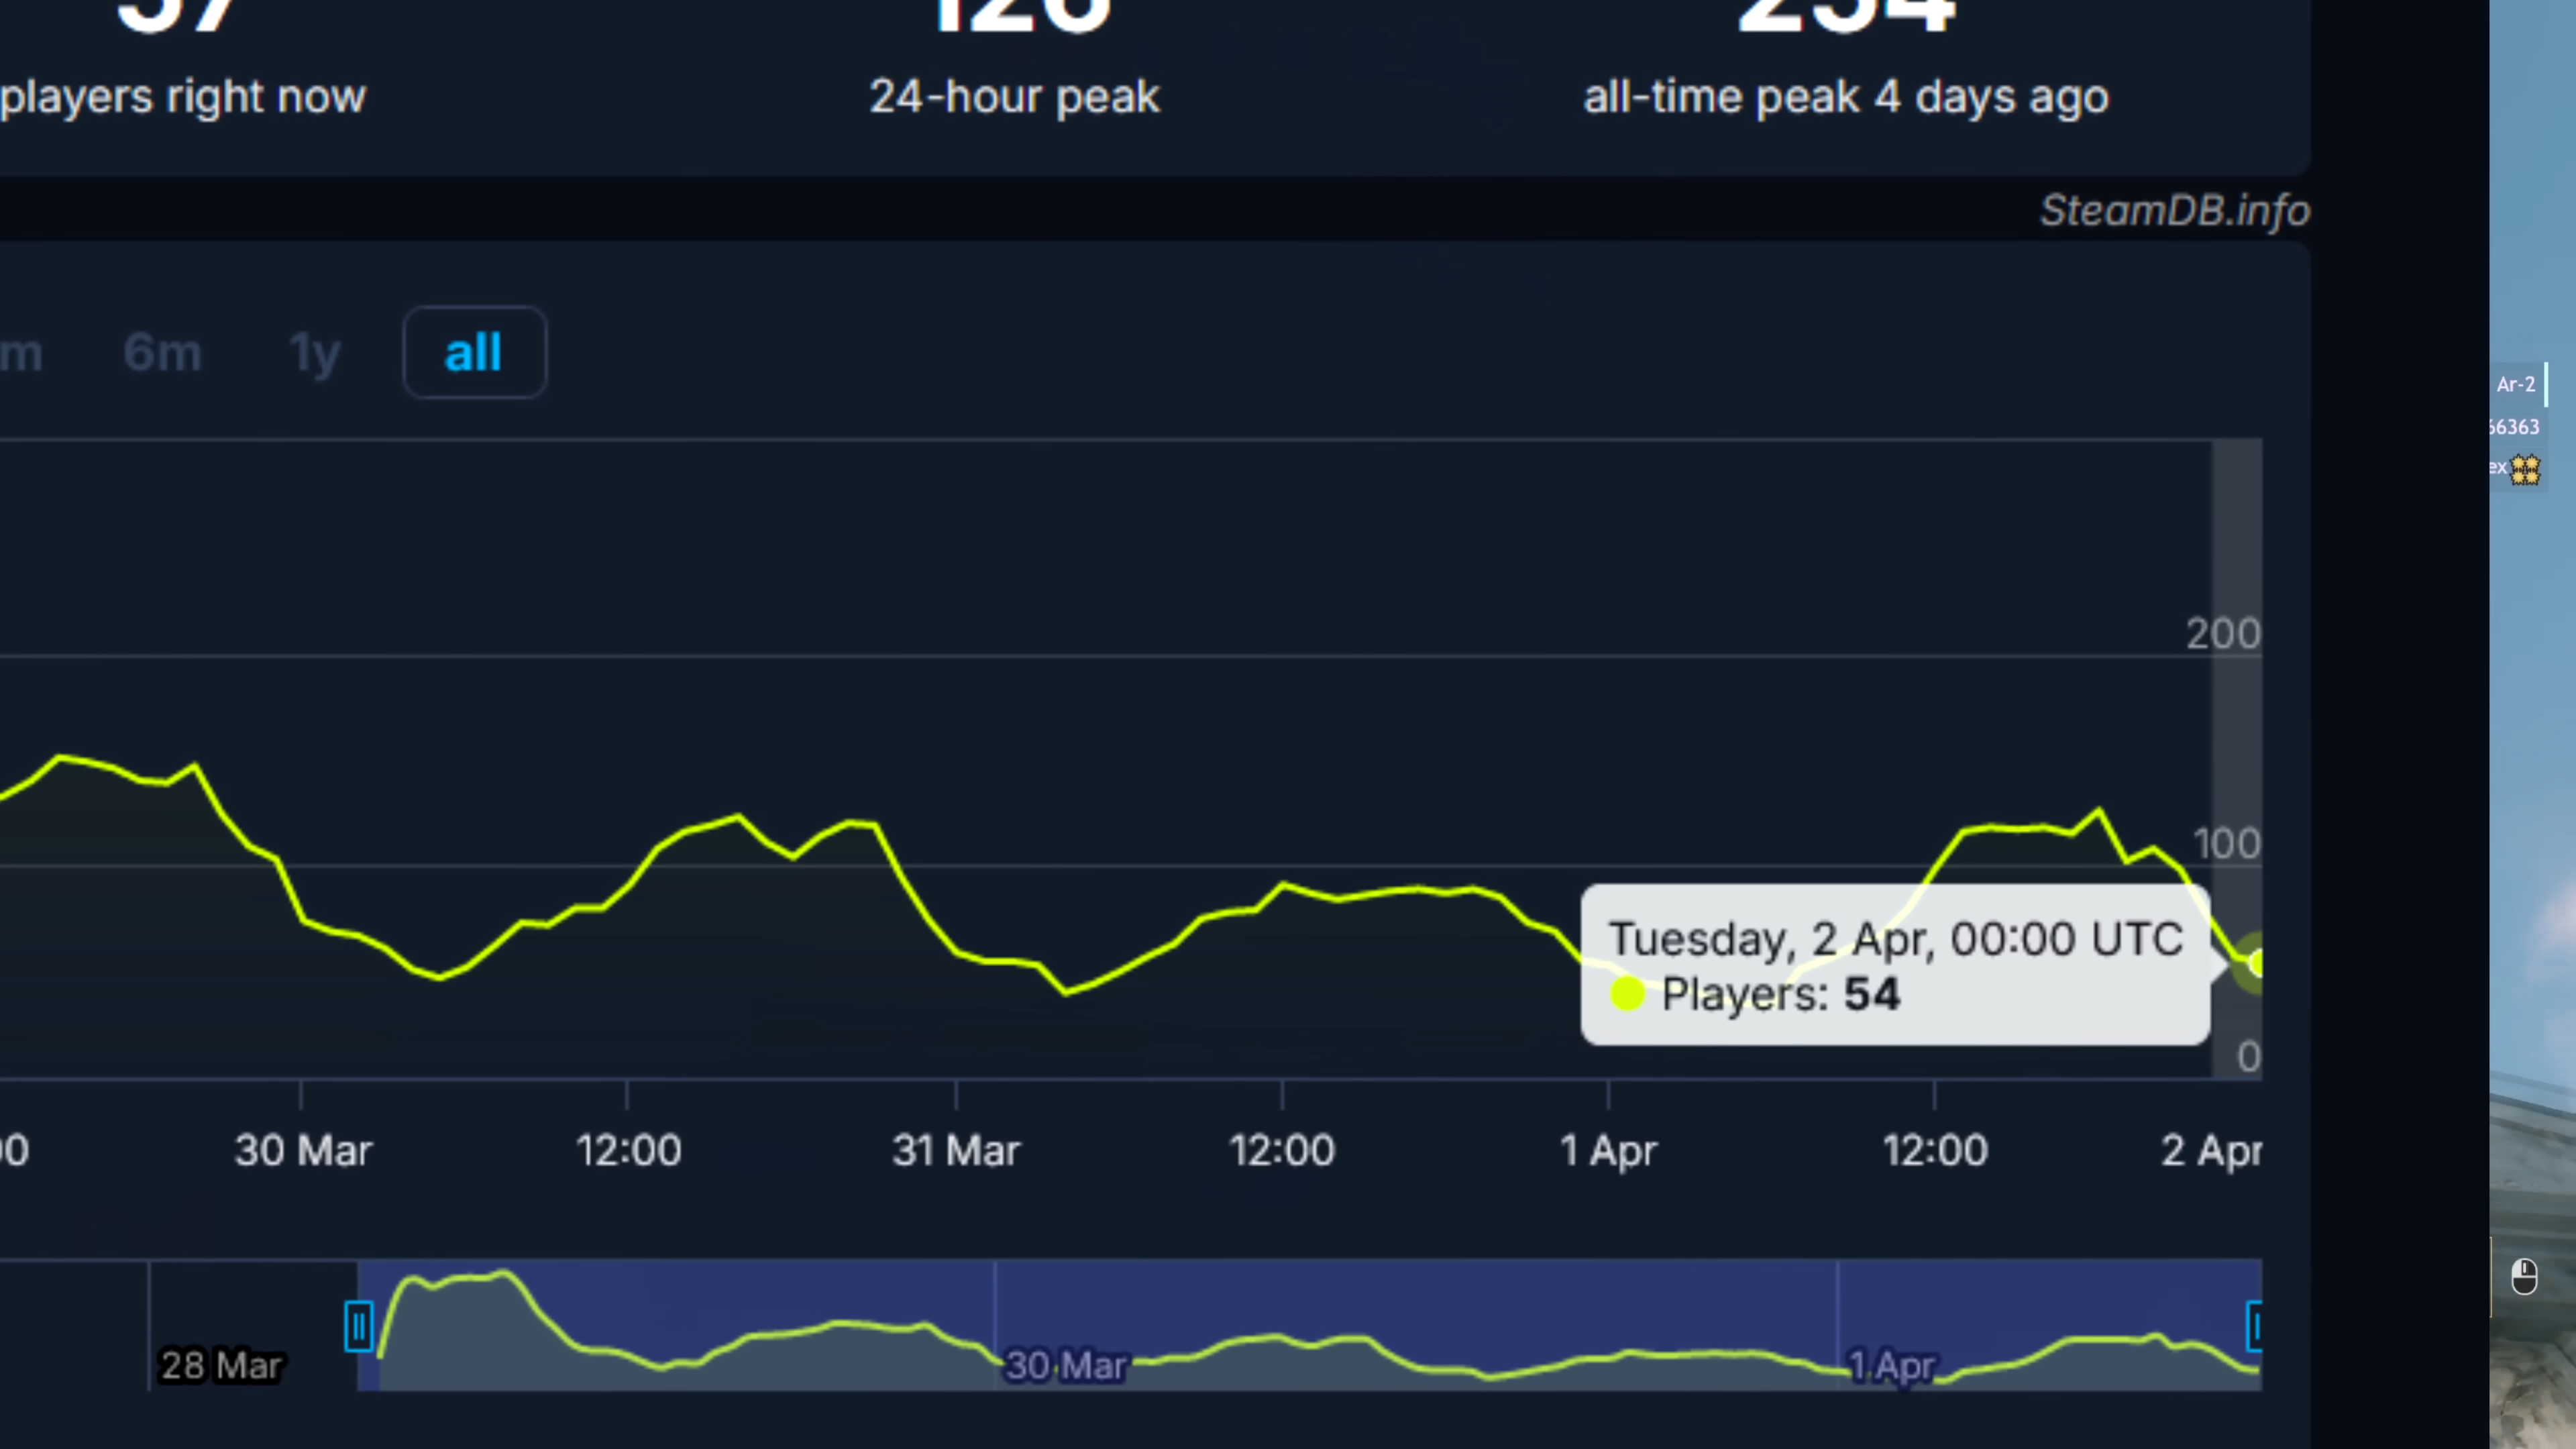 players right now
24-hour peak
all-time peak 4 days ago
SteamDB.info
m 6m 1y all
Ar-2
66363
ex
200
100
0
Tuesday, 2 Apr, 00:00 UTC
Players: 54
30 Mar 12:00 31 Mar 12:00 1 Apr 12:00 2 Apr
28 Mar 30 Mar 1 Apr